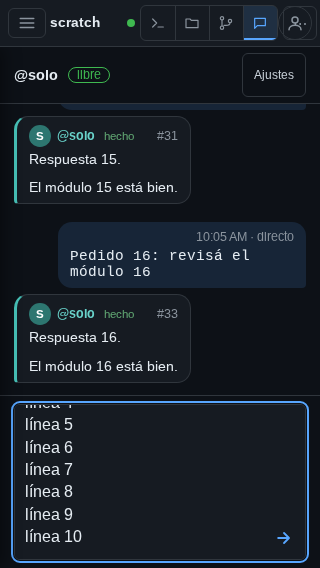 scratch
@solo libre Ajustes
S @solo hecho #31
Respuesta 15.
El módulo 15 está bien.
10:05 AM · directo
Pedido 16: revisá el
módulo 16
S @solo hecho #33
Respuesta 16.
El módulo 16 está bien.
línea 5
línea 6
línea 7
línea 8
línea 9
línea 10